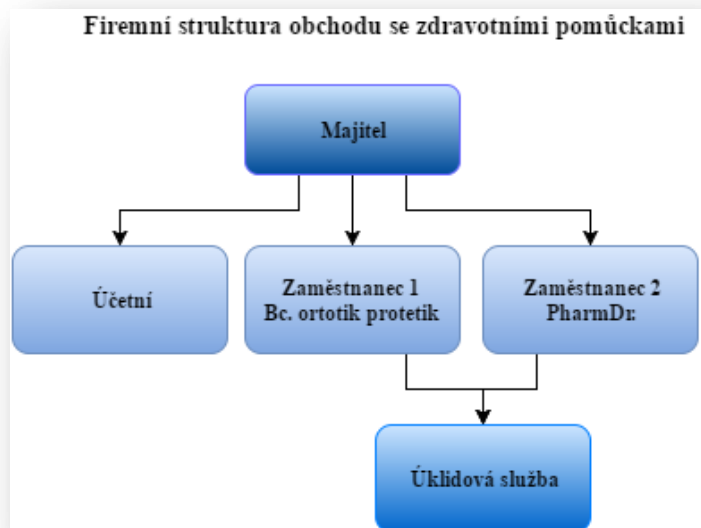 Firemní struktura obchodu se zdravotními pomůckami
Majitel
Účetní
Zaměstnanec 1
Bc. ortotik protetik
Zaměstnanec 2
PharmDr.
Úklidová služba